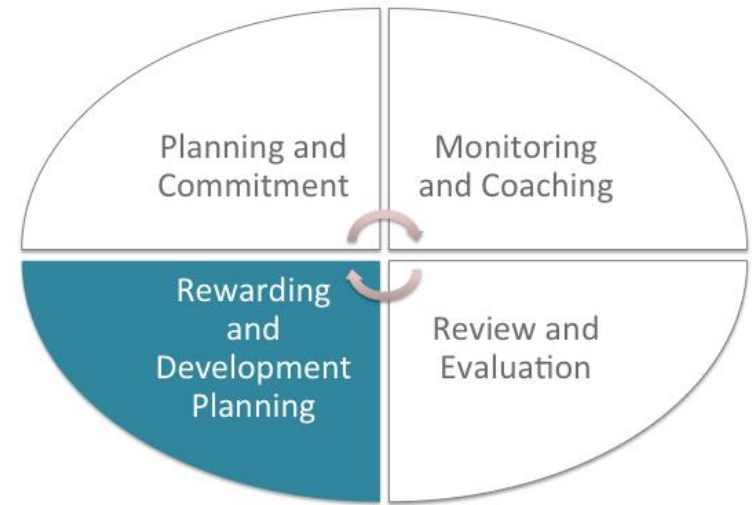 Planning and
Commitment
Monitoring
and Coaching
Rewarding
and
Development
Planning
Review and
Evaluation